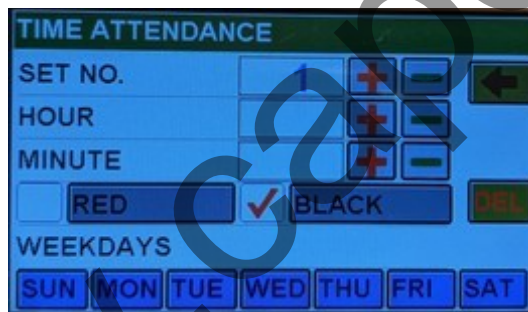 TIME ATTENDANCE
SET NO. 1 + -
HOUR + -
MINUTE + -
RED ✓ BLACK DEL
WEEKDAYS
SUN MON TUE WED THU FRI SAT